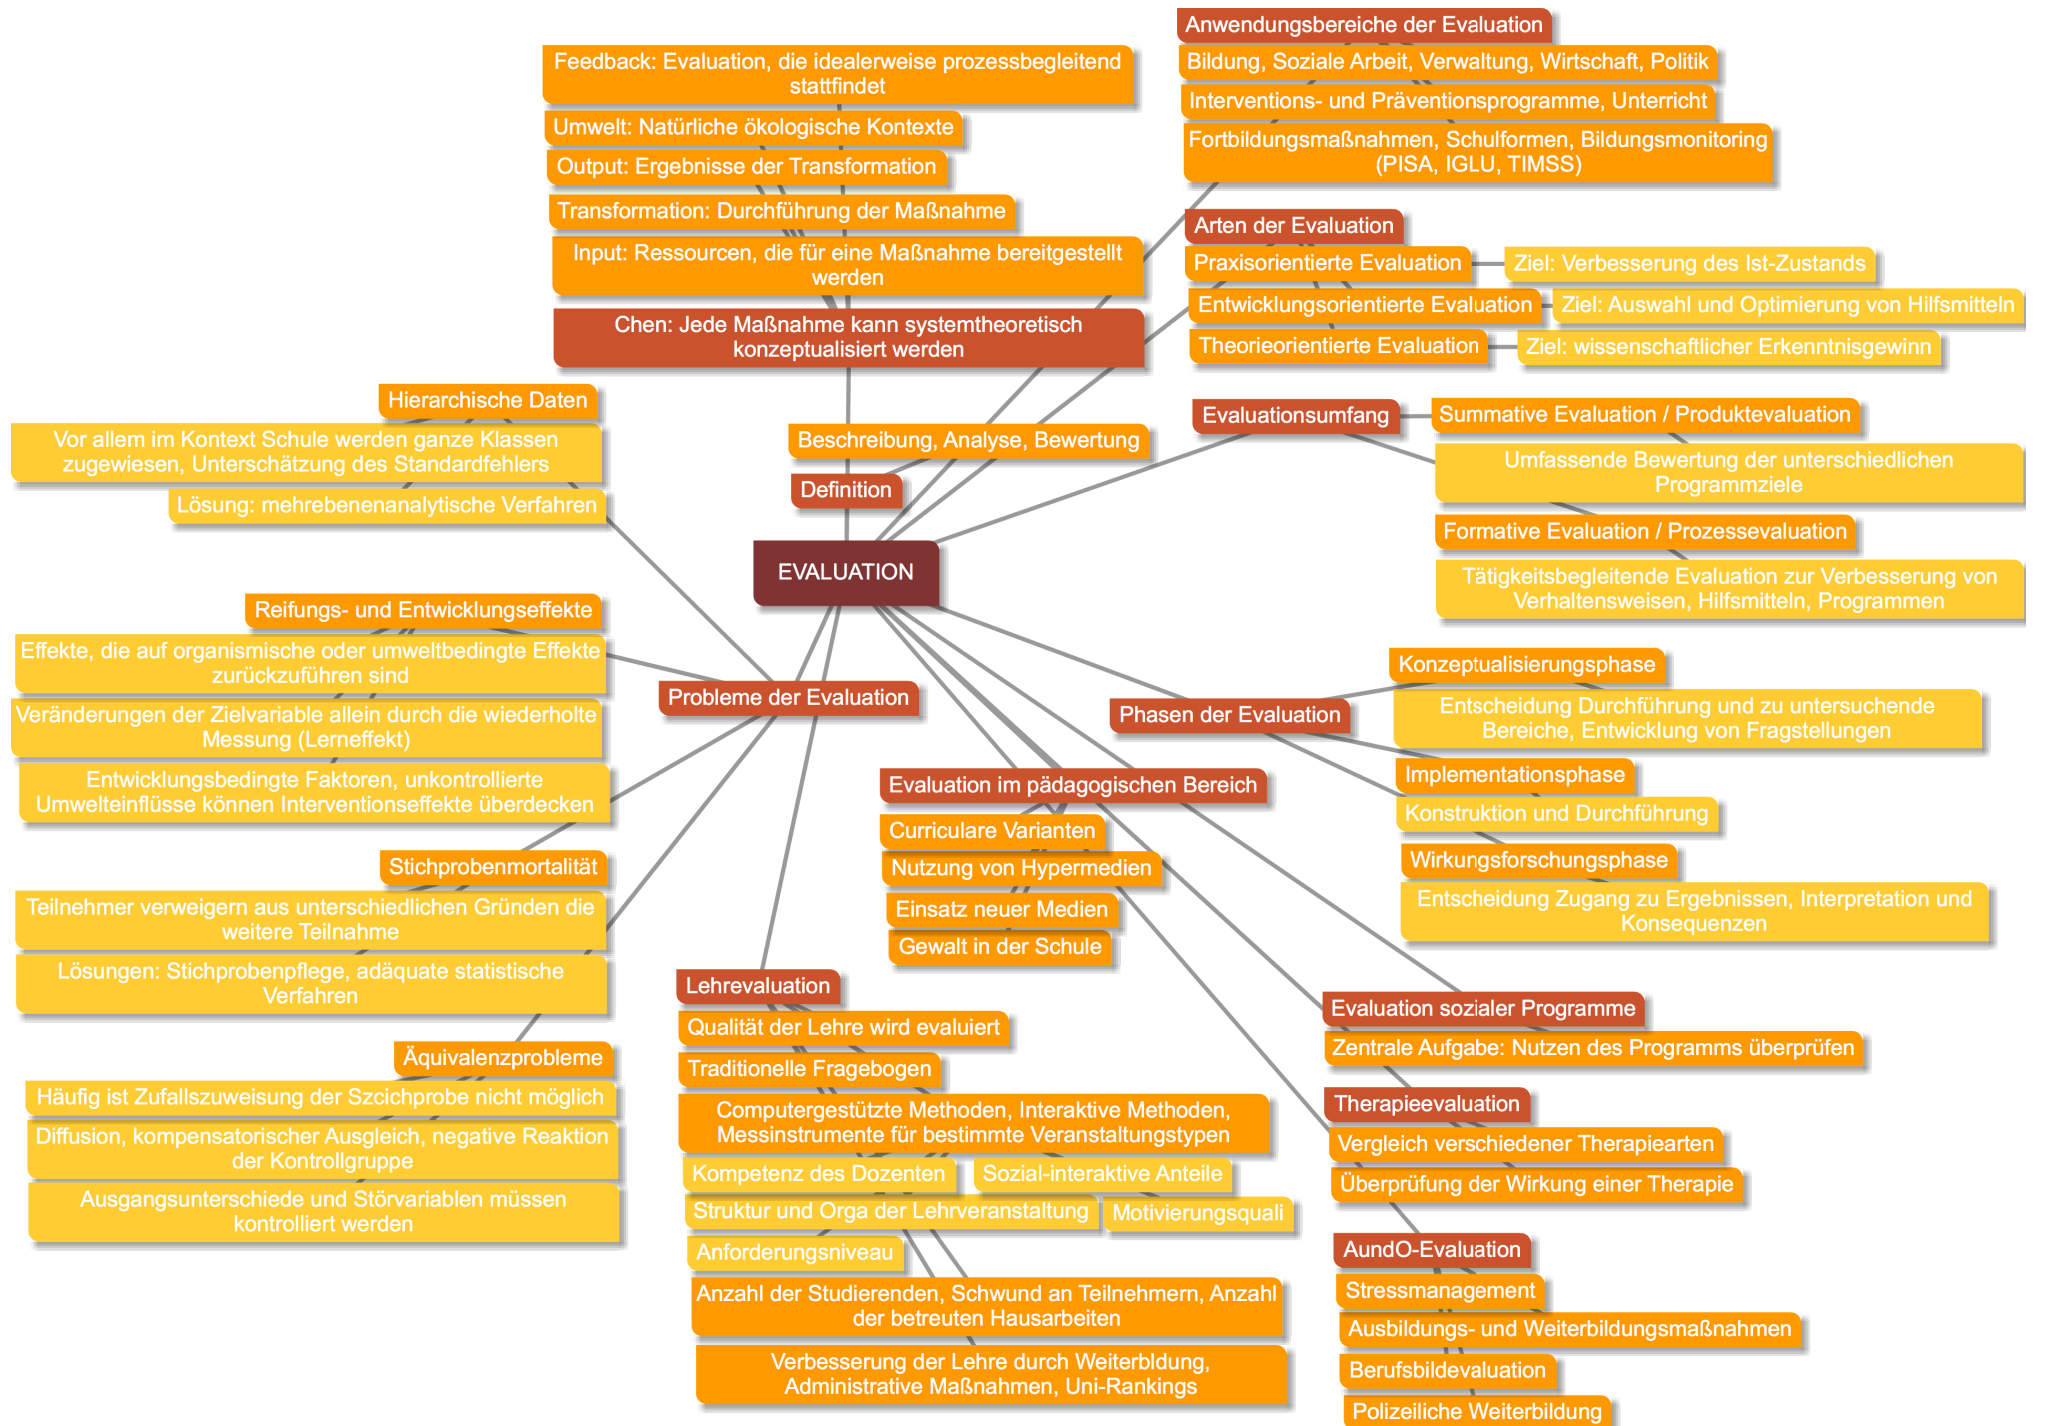 Anwendungsbereiche der Evaluation
Bildung, Soziale Arbeit, Verwaltung, Wirtschaft, Politik
Interventions- und Präventionsprogramme, Unterricht
Fortbildungsmaßnahmen, Schulformen, Bildungsmonitoring
(PISA, IGLU, TIMSS)
Feedback: Evaluation, die idealerweise prozessbegleitend
stattfindet
Umwelt: Natürliche ökologische Kontexte
Output: Ergebnisse der Transformation
Transformation: Durchführung der Maßnahme
Input: Ressourcen, die für eine Maßnahme bereitgestellt
werden
Chen: Jede Maßnahme kann systemtheoretisch
konzeptualisiert werden
Arten der Evaluation
Praxisorientierte Evaluation
Ziel: Verbesserung des Ist-Zustands
Entwicklungsorientierte Evaluation
Ziel: Auswahl und Optimierung von Hilfsmitteln
Theorieorientierte Evaluation
Ziel: wissenschaftlicher Erkenntnisgewinn
Evaluationsumfang
Summative Evaluation / Produktevaluation
Umfassende Bewertung der unterschiedlichen
Programmziele
Formative Evaluation / Prozessevaluation
Tätigkeitsbegleitende Evaluation zur Verbesserung von
Verhaltensweisen, Hilfsmitteln, Programmen
Beschreibung, Analyse, Bewertung
Definition
EVALUATION
Hierarchische Daten
Vor allem im Kontext Schule werden ganze Klassen
zugewiesen, Unterschätzung des Standardfehlers
Lösung: mehrebenenanalytische Verfahren
Reifungs- und Entwicklungseffekte
Effekte, die auf organismische oder umweltbedingte Effekte
zurückzuführen sind
Veränderungen der Zielvariable allein durch die wiederholte
Messung (Lerneffekt)
Entwicklungsbedingte Faktoren, unkontrollierte
Umwelteinflüsse können Interventionseffekte überdecken
Probleme der Evaluation
Stichprobenmortalität
Teilnehmer verweigern aus unterschiedlichen Gründen die
weitere Teilnahme
Lösungen: Stichprobenpflege, adäquate statistische
Verfahren
Äquivalenzprobleme
Häufig ist Zufallszuweisung der Szcichprobe nicht möglich
Diffusion, kompensatorischer Ausgleich, negative Reaktion
der Kontrollgruppe
Ausgangsunterschiede und Störvariablen müssen
kontrolliert werden
Phasen der Evaluation
Konzeptualisierungsphase
Entscheidung Durchführung und zu untersuchende
Bereiche, Entwicklung von Fragstellungen
Implementationsphase
Konstruktion und Durchführung
Wirkungsforschungsphase
Entscheidung Zugang zu Ergebnissen, Interpretation und
Konsequenzen
Evaluation im pädagogischen Bereich
Curriculare Varianten
Nutzung von Hypermedien
Einsatz neuer Medien
Gewalt in der Schule
Lehrevaluation
Qualität der Lehre wird evaluiert
Traditionelle Fragebogen
Computergestützte Methoden, Interaktive Methoden,
Messinstrumente für bestimmte Veranstaltungstypen
Kompetenz des Dozenten
Sozial-interaktive Anteile
Struktur und Orga der Lehrveranstaltung
Motivierungsquali
Anforderungsniveau
Anzahl der Studierenden, Schwund an Teilnehmern, Anzahl
der betreuten Hausarbeiten
Verbesserung der Lehre durch Weiterbldung,
Administrative Maßnahmen, Uni-Rankings
Evaluation sozialer Programme
Zentrale Aufgabe: Nutzen des Programms überprüfen
Therapieevaluation
Vergleich verschiedener Therapiearten
Überprüfung der Wirkung einer Therapie
AundO-Evaluation
Stressmanagement
Ausbildungs- und Weiterbildungsmaßnahmen
Berufsbildevaluation
Polizeiliche Weiterbildung